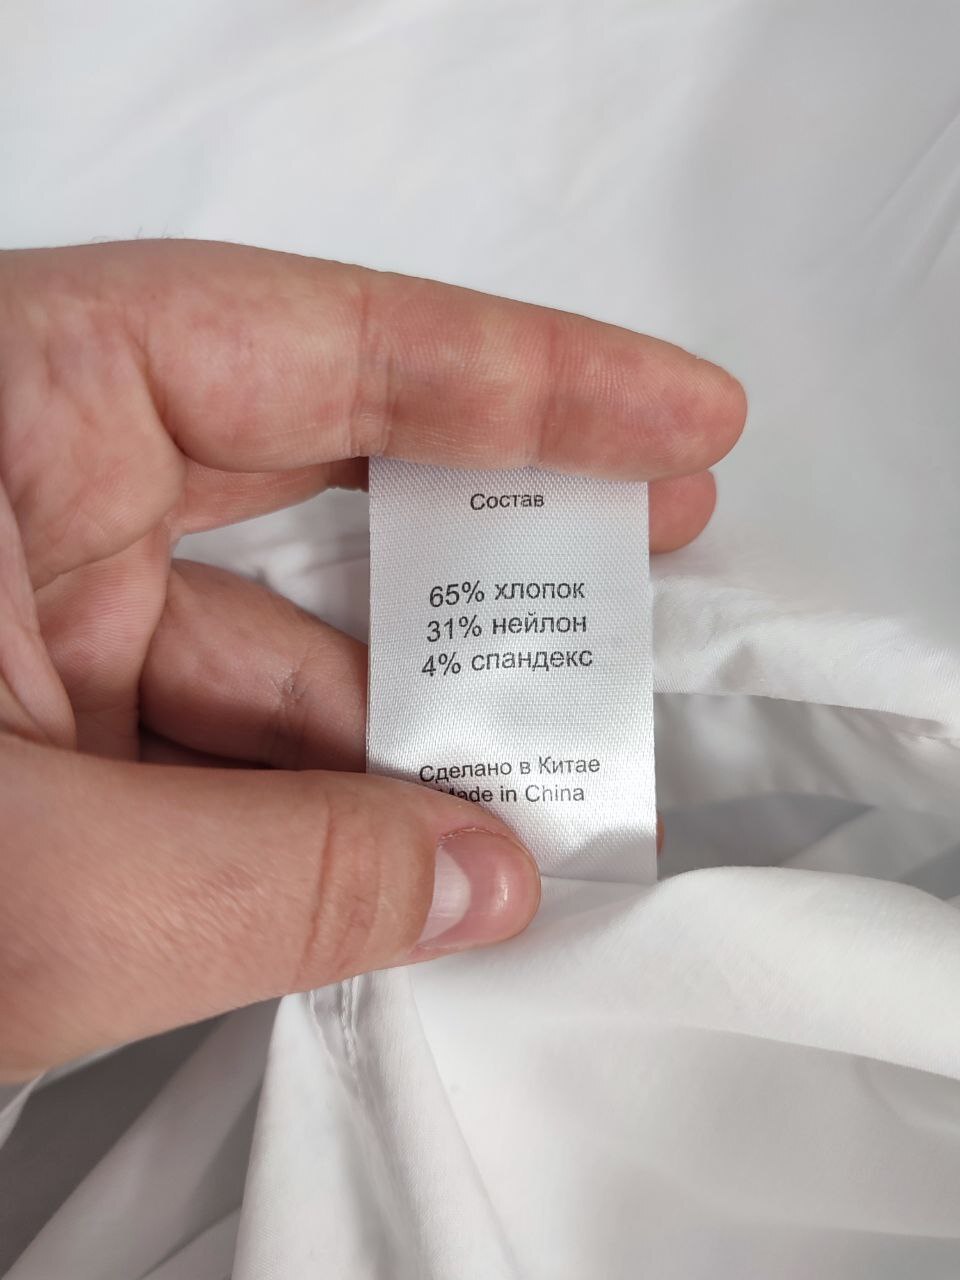 Состав
65% хлопок
31% нейлон
4% спандекс
Сделано в Китае
Made in China